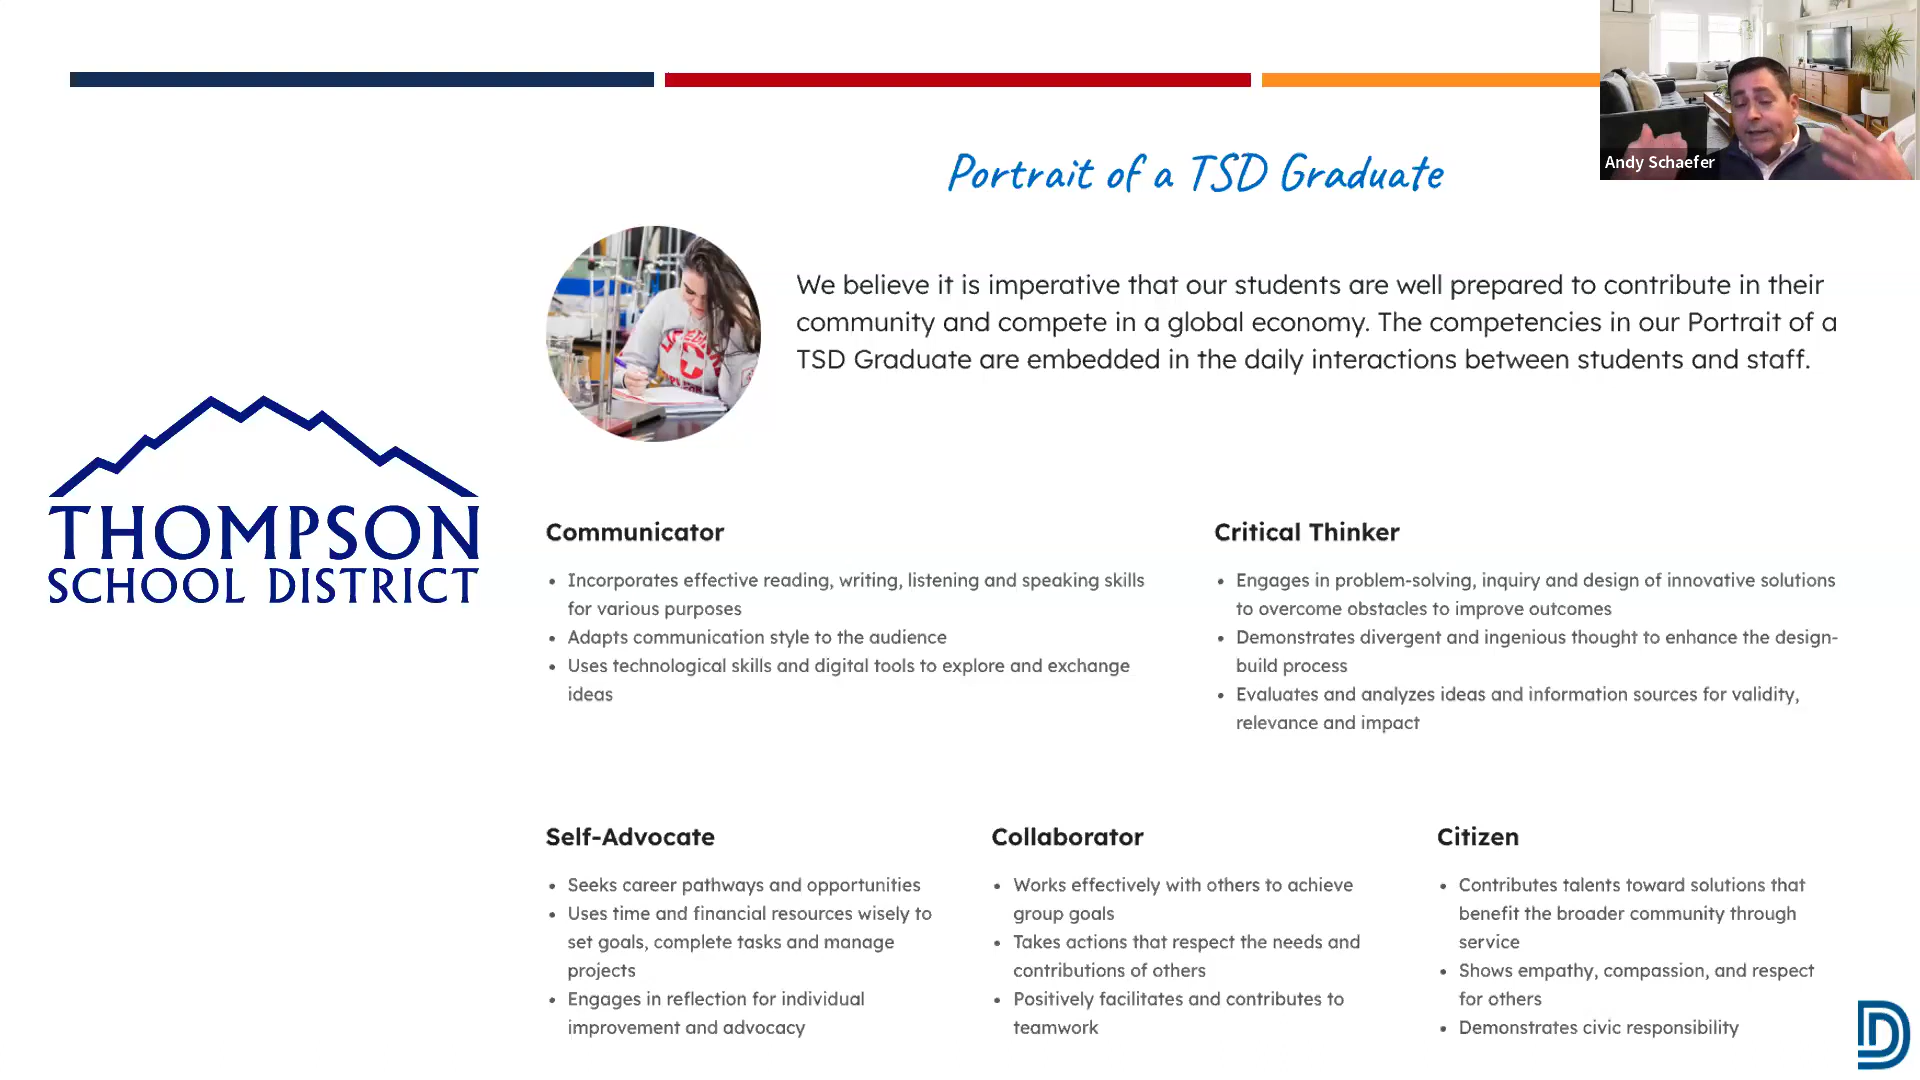 Andy Schaefer
Portrait of a TSD Graduate
We believe it is imperative that our students are well prepared to contribute in their
community and compete in a global economy. The competencies in our Portrait of a
TSD Graduate are embedded in the daily interactions between students and staff.
THOMPSON
SCHOOL DISTRICT
Communicator
• Incorporates effective reading, writing, listening and speaking skills
for various purposes
• Adapts communication style to the audience
• Uses technological skills and digital tools to explore and exchange
ideas
Critical Thinker
• Engages in problem-solving, inquiry and design of innovative solutions
to overcome obstacles to improve outcomes
• Demonstrates divergent and ingenious thought to enhance the design-
build process
• Evaluates and analyzes ideas and information sources for validity,
relevance and impact
Self-Advocate
• Seeks career pathways and opportunities
• Uses time and financial resources wisely to
set goals, complete tasks and manage
projects
• Engages in reflection for individual
improvement and advocacy
Collaborator
• Works effectively with others to achieve
group goals
• Takes actions that respect the needs and
contributions of others
• Positively facilitates and contributes to
teamwork
Citizen
• Contributes talents toward solutions that
benefit the broader community through
service
• Shows empathy, compassion, and respect
for others
• Demonstrates civic responsibility